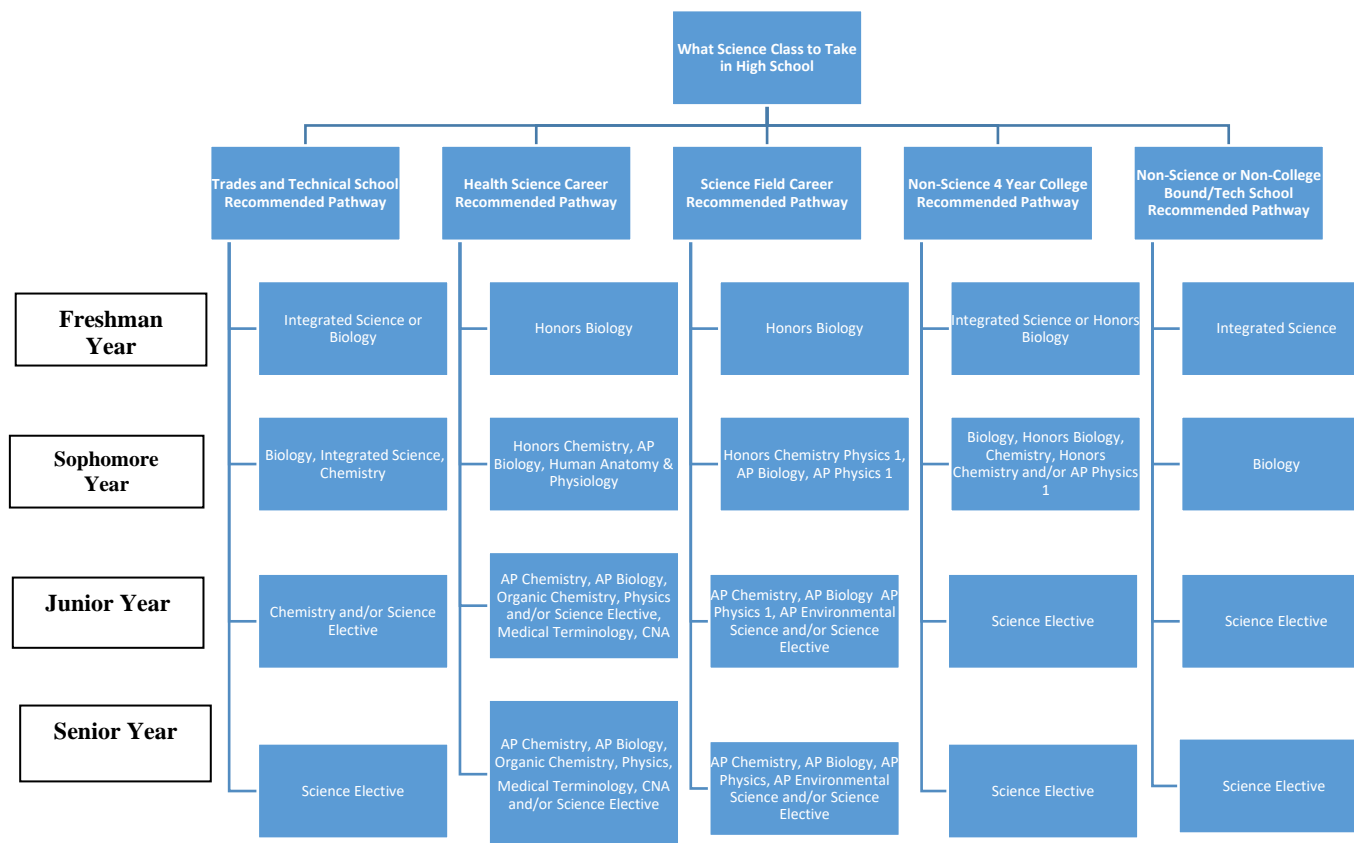 What Science Class to Take
in High School
Trades and Technical School
Recommended Pathway
Health Science Career
Recommended Pathway
Science Field Career
Recommended Pathway
Non-Science 4 Year College
Recommended Pathway
Non-Science or Non-College
Bound/Tech School
Recommended Pathway
Freshman
Year
Integrated Science or
Biology
Honors Biology
Honors Biology
Integrated Science or Honors
Biology
Integrated Science
Sophomore
Year
Biology, Integrated Science,
Chemistry
Honors Chemistry, AP
Biology, Human Anatomy &
Physiology
Honors Chemistry Physics 1,
AP Biology, AP Physics 1
Biology, Honors Biology,
Chemistry, Honors
Chemistry and/or AP Physics
1
Biology
Junior Year
Chemistry and/or Science
Elective
AP Chemistry, AP Biology,
Organic Chemistry, Physics
and/or Science Elective,
Medical Terminology, CNA
AP Chemistry, AP Biology AP
Physics 1, AP Environmental
Science and/or Science
Elective
Science Elective
Science Elective
Senior Year
Science Elective
AP Chemistry, AP Biology,
Organic Chemistry, Physics,
Medical Terminology, CNA
and/or Science Elective
AP Chemistry, AP Biology, AP
Physics, AP Environmental
Science and/or Science
Elective
Science Elective
Science Elective